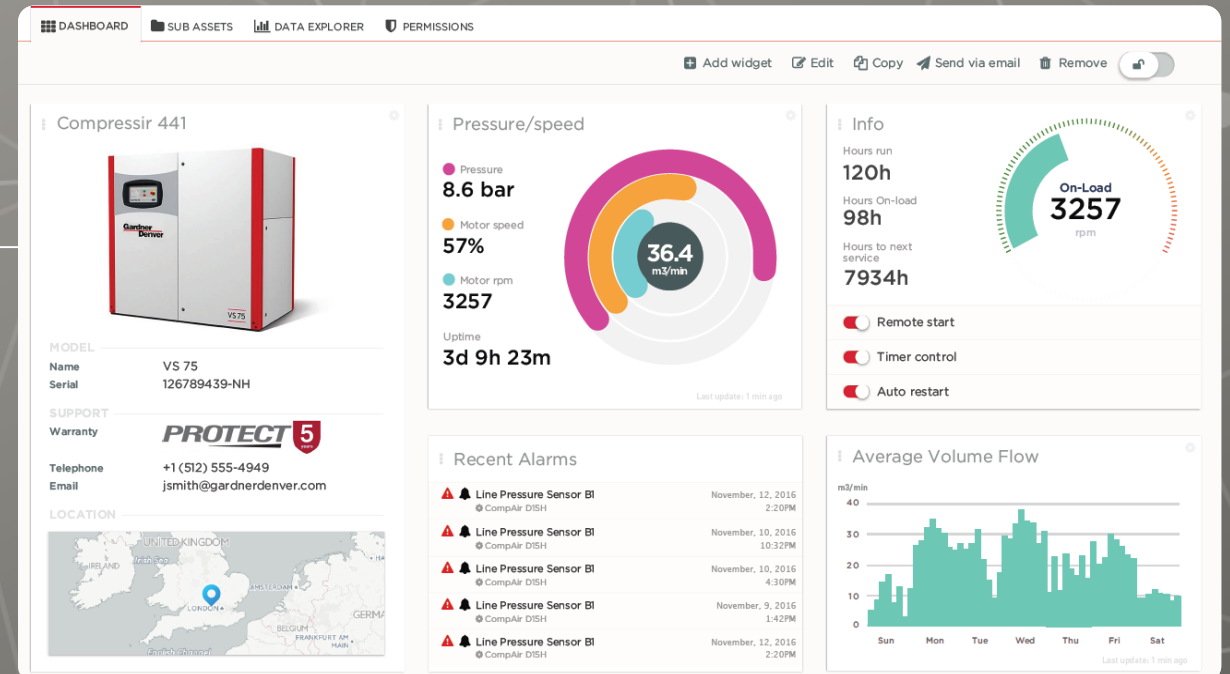 DASHBOARD
SUB ASSETS
DATA EXPLORER
PERMISSIONS
Add widget
Edit
Copy
Send via email
Remove
Compressir 441
Gardner
Denver
VS 75
MODEL
Name VS 75
Serial 126789439-NH
SUPPORT
Warranty PROTECT 5
YEARS
Telephone +1 (512) 555-4949
Email jsmith@gardnerdenver.com
LOCATION
UNITED KINGDOM
Irish Sea
IRELAND
HA
AMSTERDAM
LONDON
GERMA
BELGIUM
FRANKFURT AM
MAIN
English Channel
Pressure/speed
Pressure
8.6 bar
Motor speed
57%
Motor rpm
3257
Uptime
3d 9h 23m
36.4
m3/min
Last update: 1 min ago
Info
Hours run
120h
Hours On-load
98h
Hours to next
service
7934h
On-Load
3257
rpm
Remote start
Timer control
Auto restart
Recent Alarms
Line Pressure Sensor B1 November, 12, 2016
CompAir D15H 2:20PM
Line Pressure Sensor B1 November, 10, 2016
CompAir D15H 10:32PM
Line Pressure Sensor B1 November, 10, 2016
CompAir D15H 4:30PM
Line Pressure Sensor B1 November, 9, 2016
CompAir D15H 1:42PM
Line Pressure Sensor B1 November, 12, 2016
CompAir D15H 2:20PM
Average Volume Flow
m3/min
40
30
20
10
0
Sun Mon Tue Wed Thu Fri Sat
Last update: 1 min ago